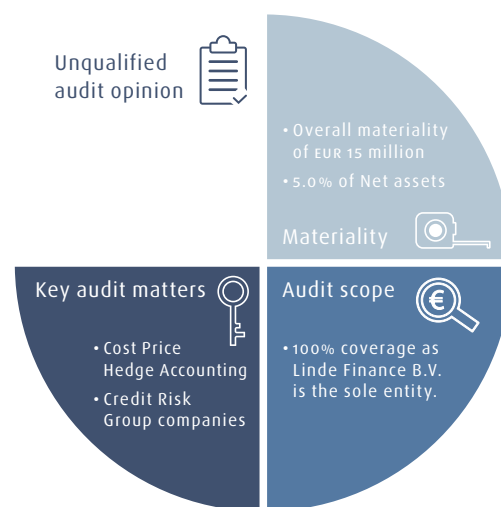 Unqualified
audit opinion
• Overall materiality
of EUR 15 million
• 5.0% of Net assets
Materiality
Key audit matters
• Cost Price
Hedge Accounting
• Credit Risk
Group companies
Audit scope
€
• 100% coverage as
Linde Finance B.V.
is the sole entity.